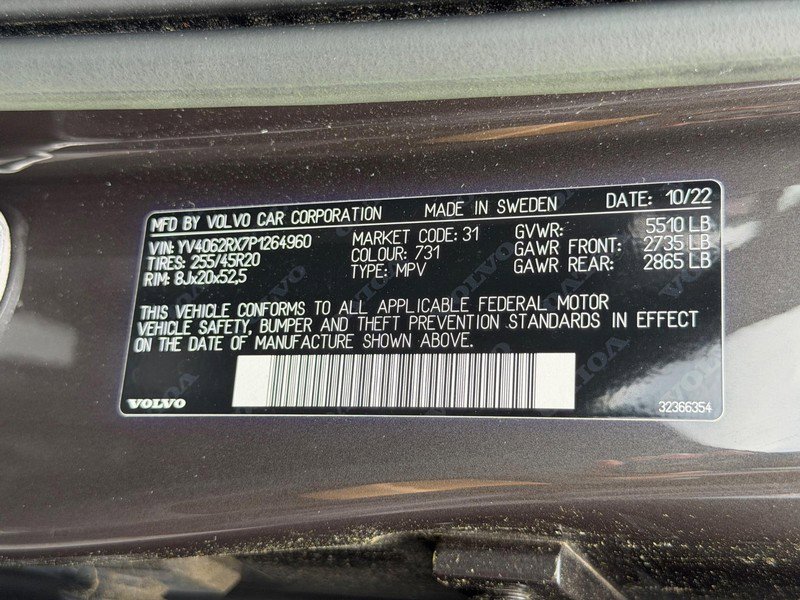 MFD BY VOLVO CAR CORPORATION MADE IN SWEDEN DATE: 10/22
VIN: YV4062RX7P1264960 MARKET CODE: 31 GVWR: 5510 LB
TIRES: 255/45R20 COLOUR: 731 GAWR FRONT: 2735 LB
RIM: 8Jx20x52,5 TYPE: MPV GAWR REAR: 2865 LB
THIS VEHICLE CONFORMS TO ALL APPLICABLE FEDERAL MOTOR
VEHICLE SAFETY, BUMPER AND THEFT PREVENTION STANDARDS IN EFFECT
ON THE DATE OF MANUFACTURE SHOWN ABOVE.
VOLVO 32366354